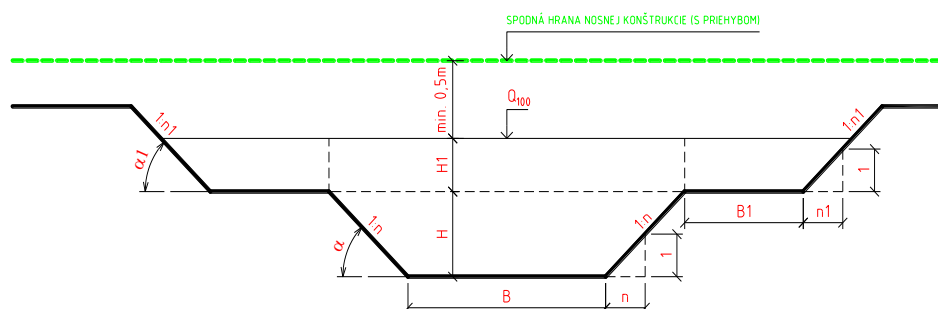 SPODNÁ HRANA NOSNEJ KONŠTRUKCIE (S PRIEHYBOM)
min. 0,5m
Q100
1:n1
1:n1
α1
H1
1
1:n
1:n
B1
n1
α
H
1
B
n